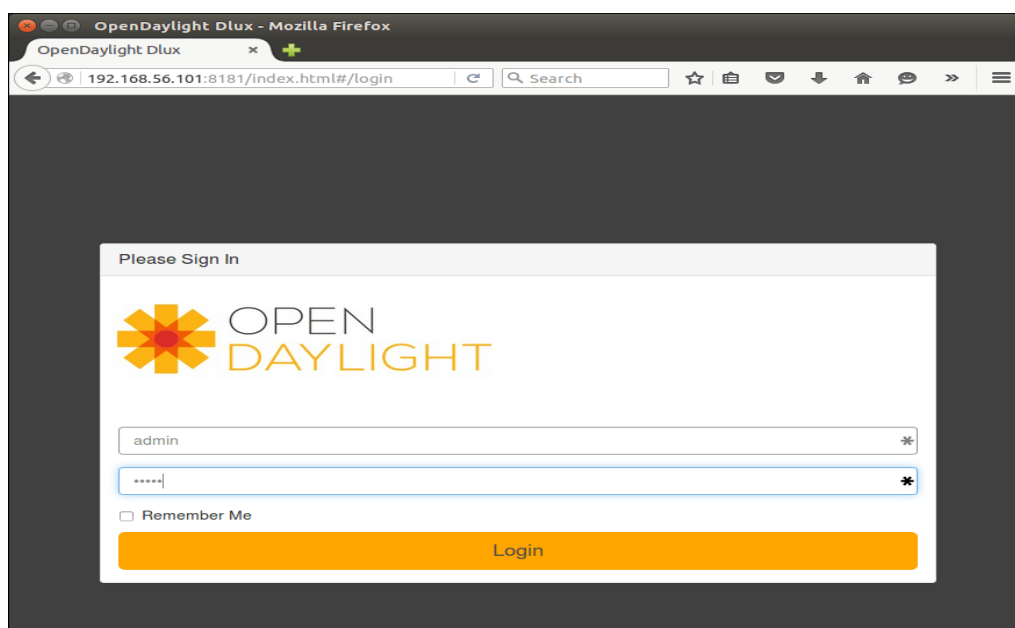 OpenDaylight Dlux - Mozilla Firefox
OpenDaylight Dlux
192.168.56.101:8181/index.html#/login
Search
Please Sign In
OPEN
DAYLIGHT
admin
•••••
Remember Me
Login